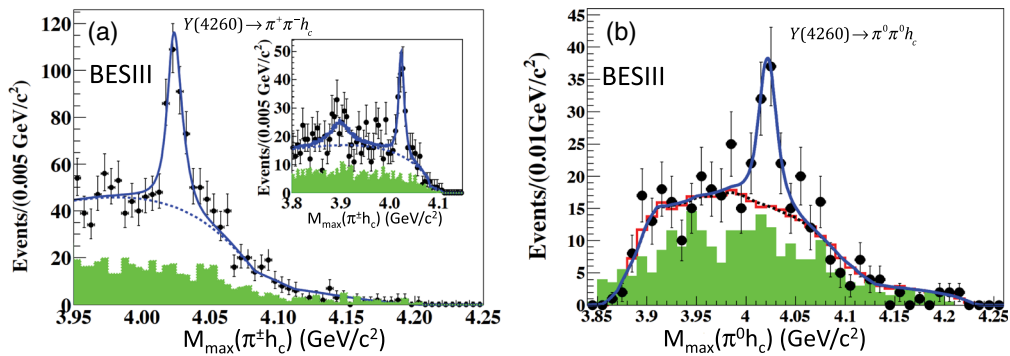 (a)
Y(4260)→π⁺π⁻h_c
BESIII
Events/(0.005 GeV/c²)
120
100
80
60
40
20
0
3.95 4.00 4.05 4.10 4.15 4.20 4.25
M_max(π±h_c) (GeV/c²)
Events/(0.005 GeV/c²)
50
40
30
20
10
0
3.8 3.9 4.0 4.1
M_max(π±h_c) (GeV/c²)
(b)
Y(4260)→π⁰π⁰h_c
BESIII
Events/(0.01GeV/c²)
45
40
35
30
25
20
15
10
5
0
3.85 3.9 3.95 4 4.05 4.1 4.15 4.2 4.25
M_max(π⁰h_c) (GeV/c²)